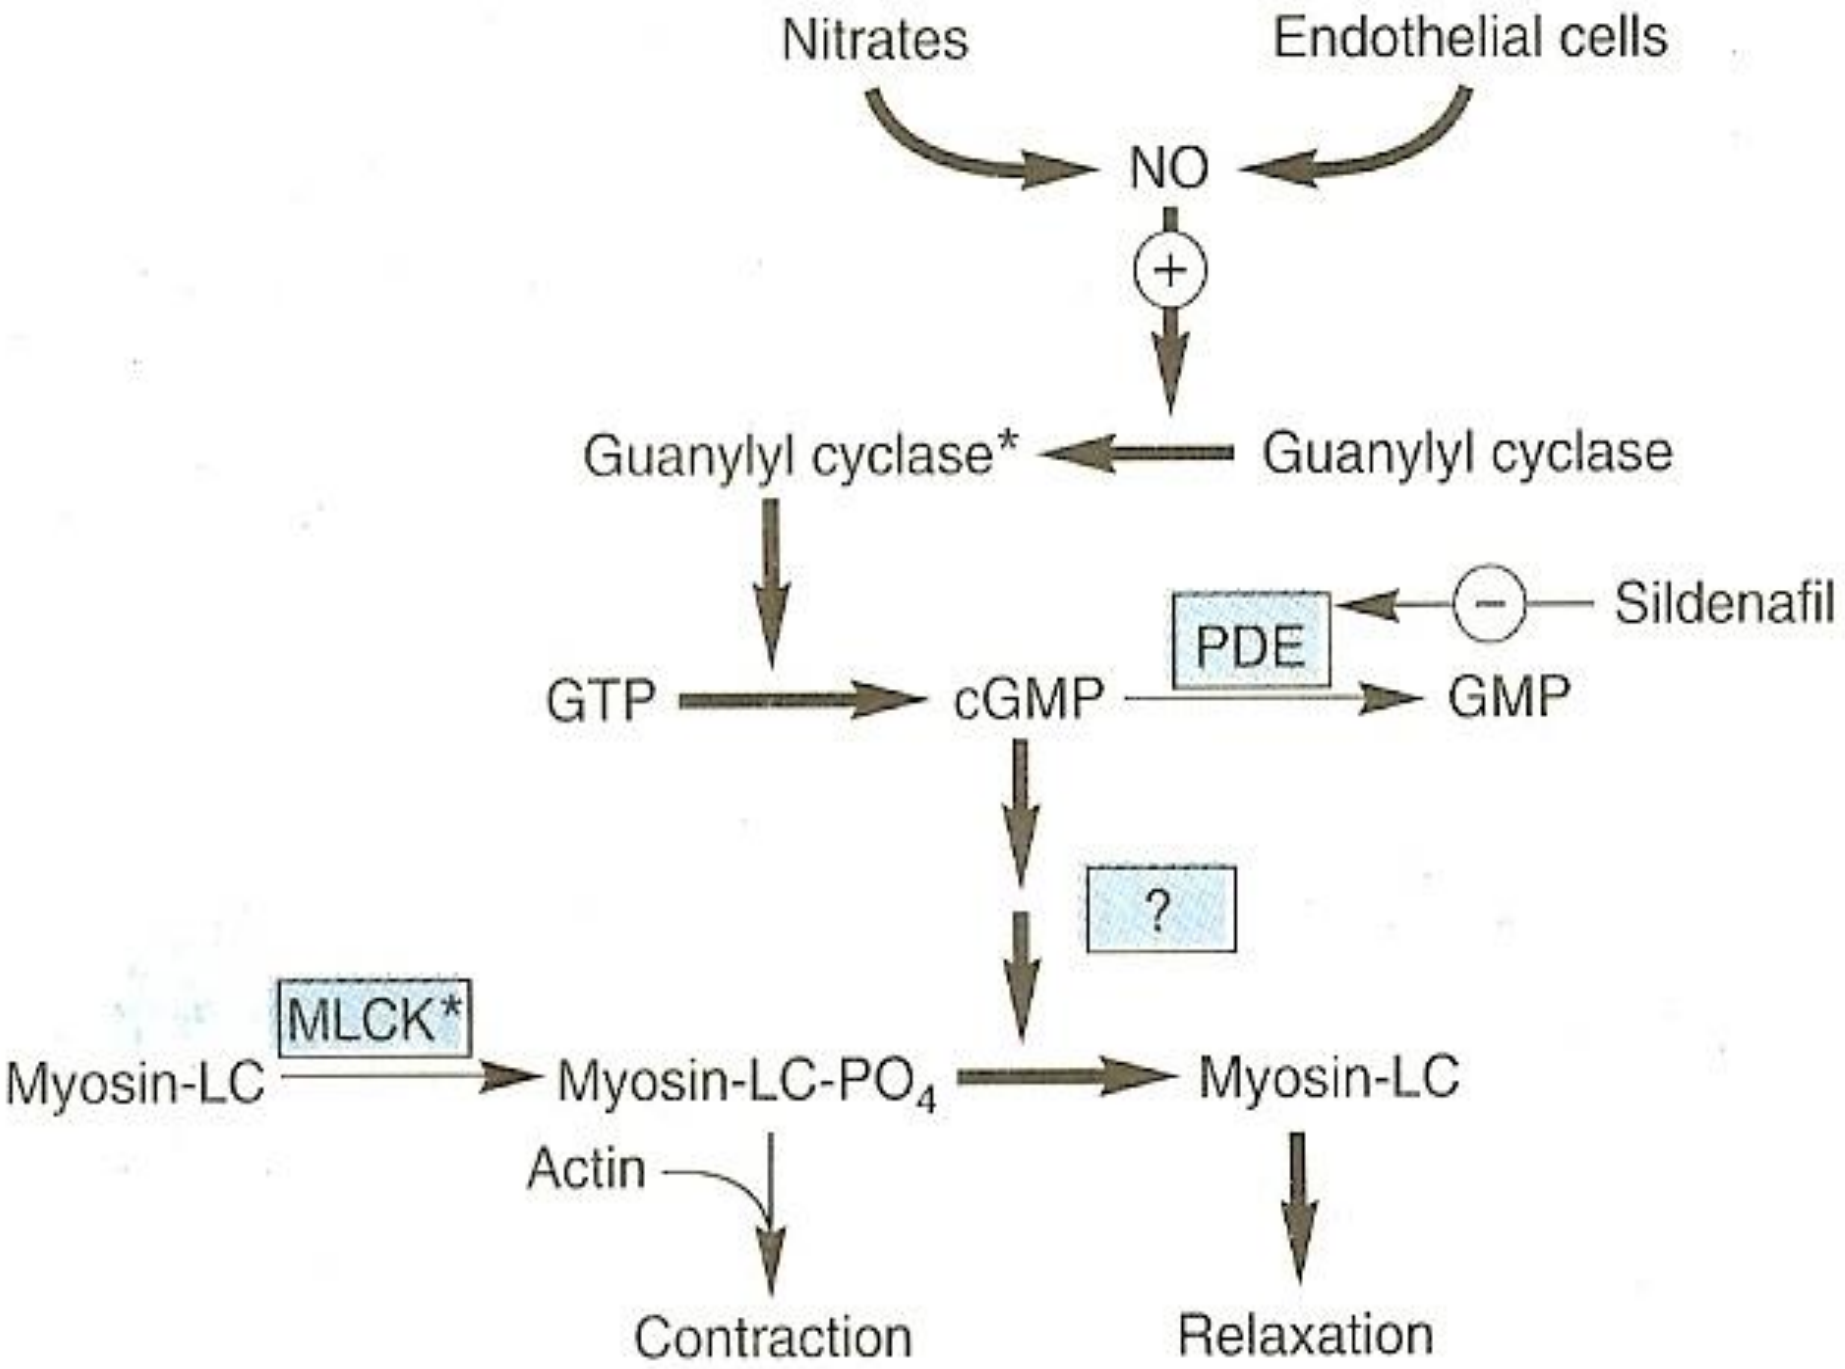 Nitrates
Endothelial cells
NO
+
Guanylyl cyclase*
Guanylyl cyclase
PDE
−
Sildenafil
GTP
cGMP
GMP
?
MLCK*
Myosin-LC
Myosin-LC-PO4
Myosin-LC
Actin
Contraction
Relaxation